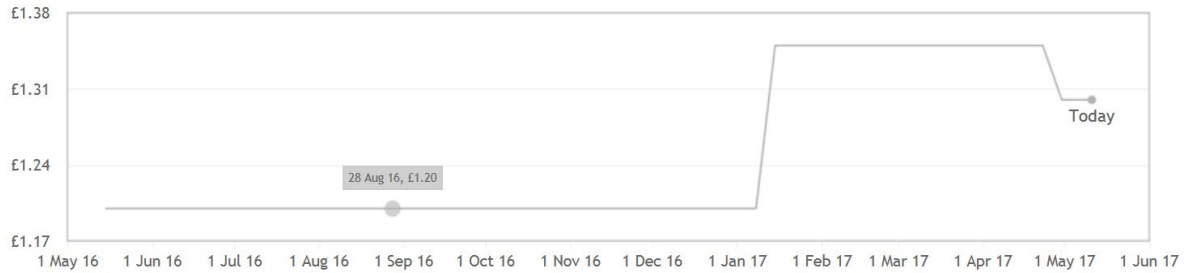 £1.38
£1.31
Today
£1.24
28 Aug 16, £1.20
£1.17
1 May 16 1 Jun 16 1 Jul 16 1 Aug 16 1 Sep 16 1 Oct 16 1 Nov 16 1 Dec 16 1 Jan 17 1 Feb 17 1 Mar 17 1 Apr 17 1 May 17 1 Jun 17